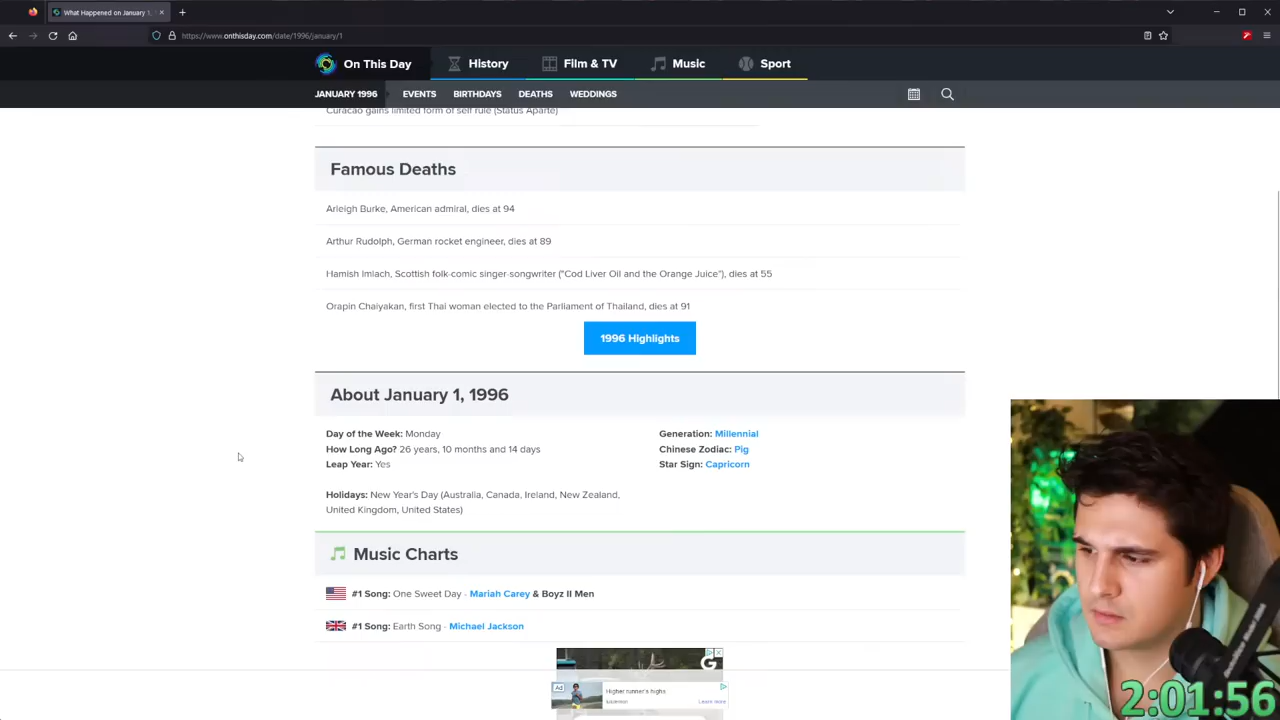 What Happened on January 1,
https://www.onthisday.com/date/1996/january/1
On This Day
History
Film & TV
Music
Sport
JANUARY 1996
EVENTS
BIRTHDAYS
DEATHS
WEDDINGS
Curacao gains limited form of self rule (Status Aparte)
Famous Deaths
Arleigh Burke, American admiral, dies at 94
Arthur Rudolph, German rocket engineer, dies at 89
Hamish Imlach, Scottish folk-comic singer-songwriter ("Cod Liver Oil and the Orange Juice"), dies at 55
Orapin Chaiyakan, first Thai woman elected to the Parliament of Thailand, dies at 91
1996 Highlights
About January 1, 1996
Day of the Week: Monday
How Long Ago? 26 years, 10 months and 14 days
Leap Year: Yes
Generation: Millennial
Chinese Zodiac: Pig
Star Sign: Capricorn
Holidays: New Year's Day (Australia, Canada, Ireland, New Zealand,
United Kingdom, United States)
Music Charts
#1 Song: One Sweet Day - Mariah Carey & Boyz II Men
#1 Song: Earth Song - Michael Jackson
G
Ad
Higher runner's highs
Learn more
2:01:56